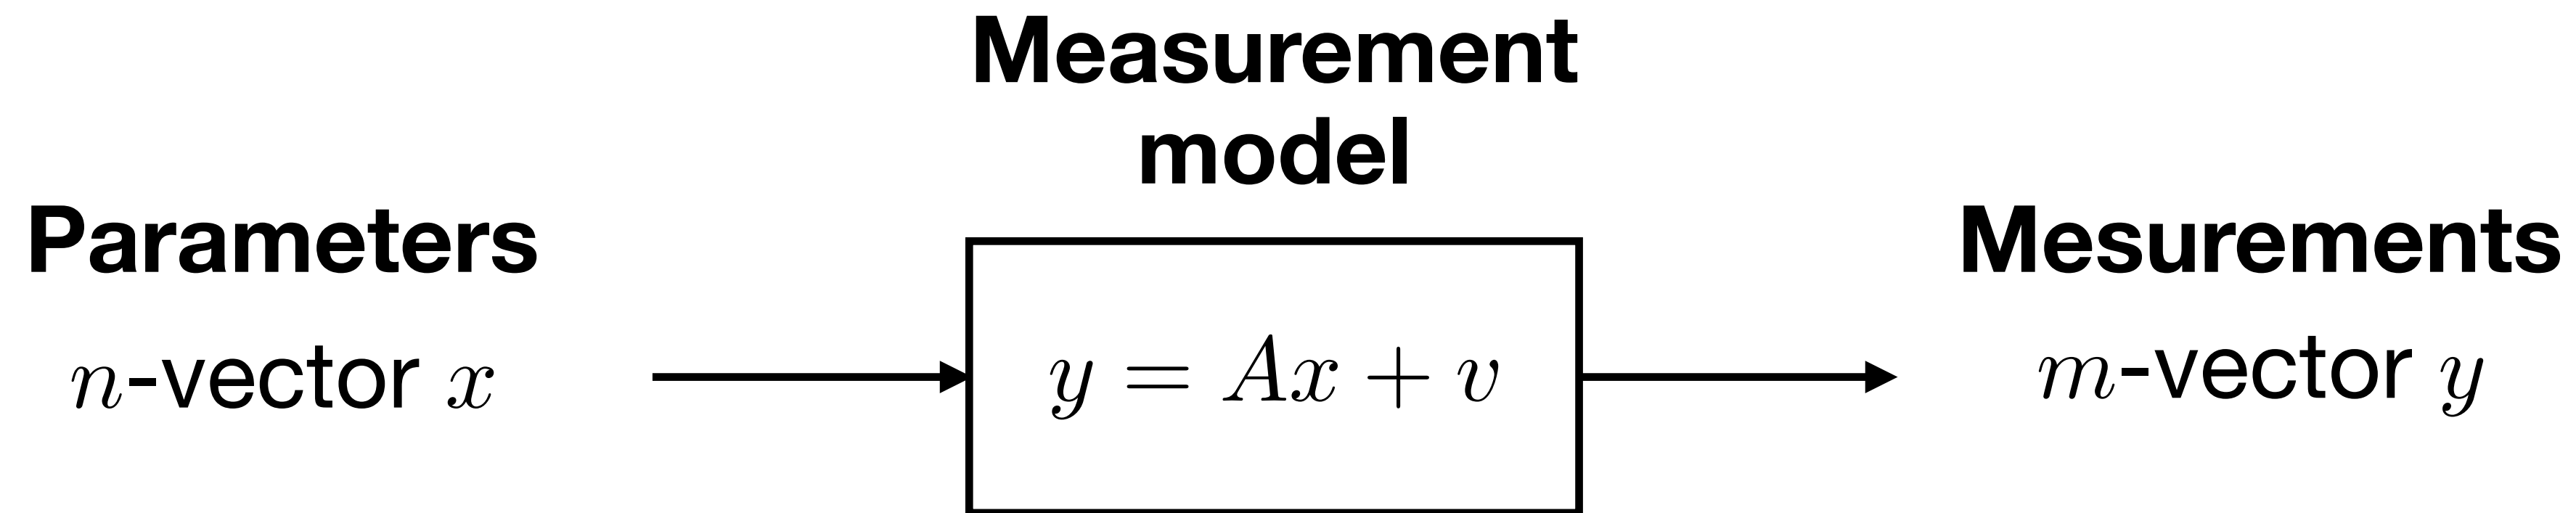 Measurement
model
Parameters
n-vector x
y = Ax + v
Mesurements
m-vector y